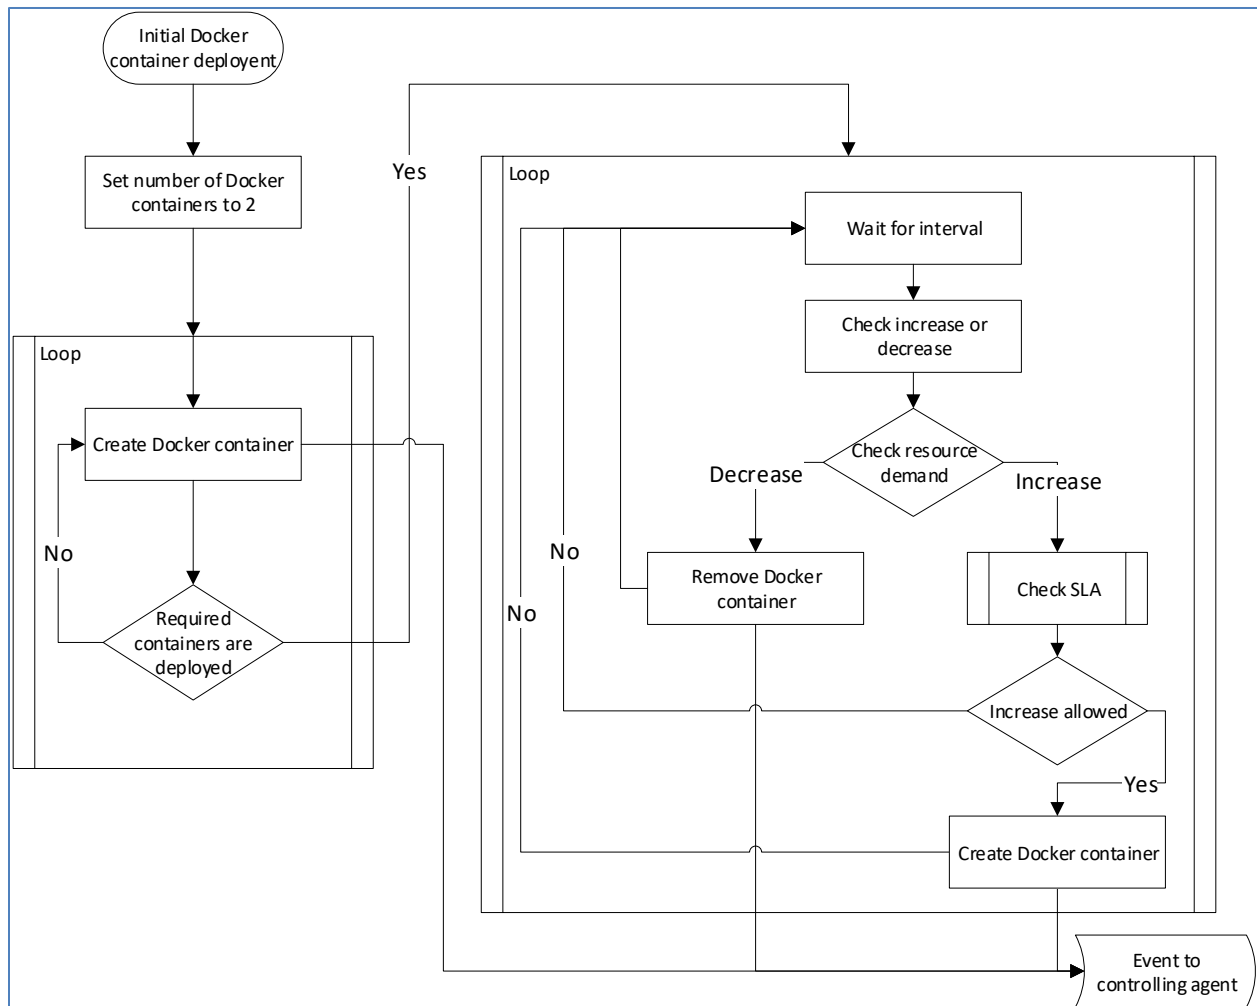 Initial Docker
container deployent
Set number of Docker
containers to 2
Loop
Create Docker container
No
Required
containers are
deployed
Yes
Loop
Wait for interval
Check increase or
decrease
Check resource
demand
Decrease
Increase
Remove Docker
container
Check SLA
No
No
Increase allowed
Yes
Create Docker container
Event to
controlling agent